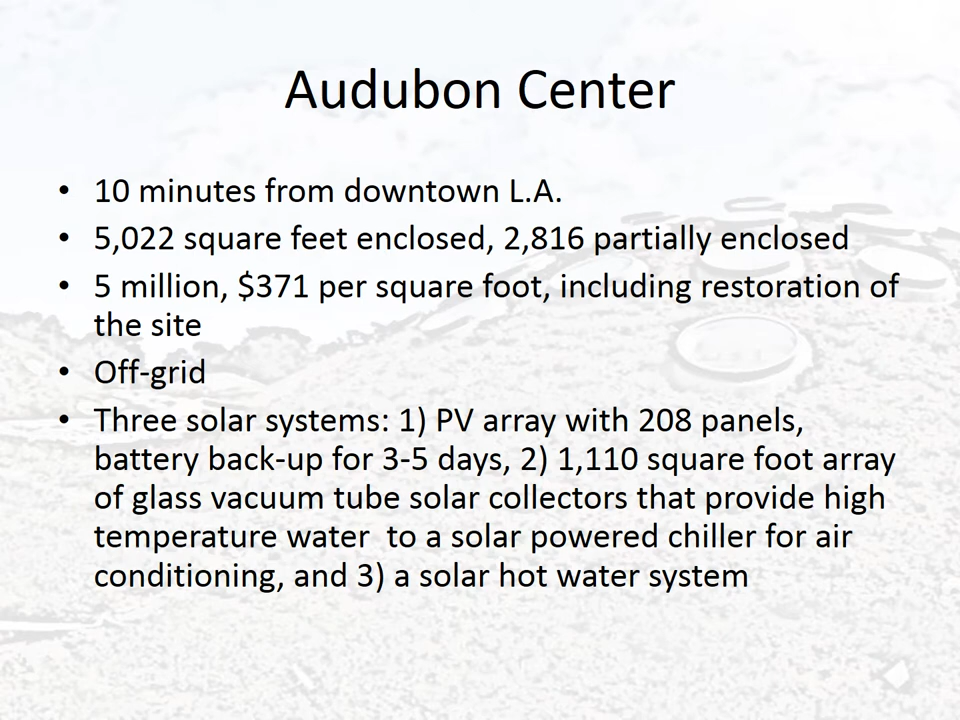 Audubon Center
• 10 minutes from downtown L.A.
• 5,022 square feet enclosed, 2,816 partially enclosed
• 5 million, $371 per square foot, including restoration of
the site
• Off-grid
• Three solar systems: 1) PV array with 208 panels,
battery back-up for 3-5 days, 2) 1,110 square foot array
of glass vacuum tube solar collectors that provide high
temperature water  to a solar powered chiller for air
conditioning, and 3) a solar hot water system